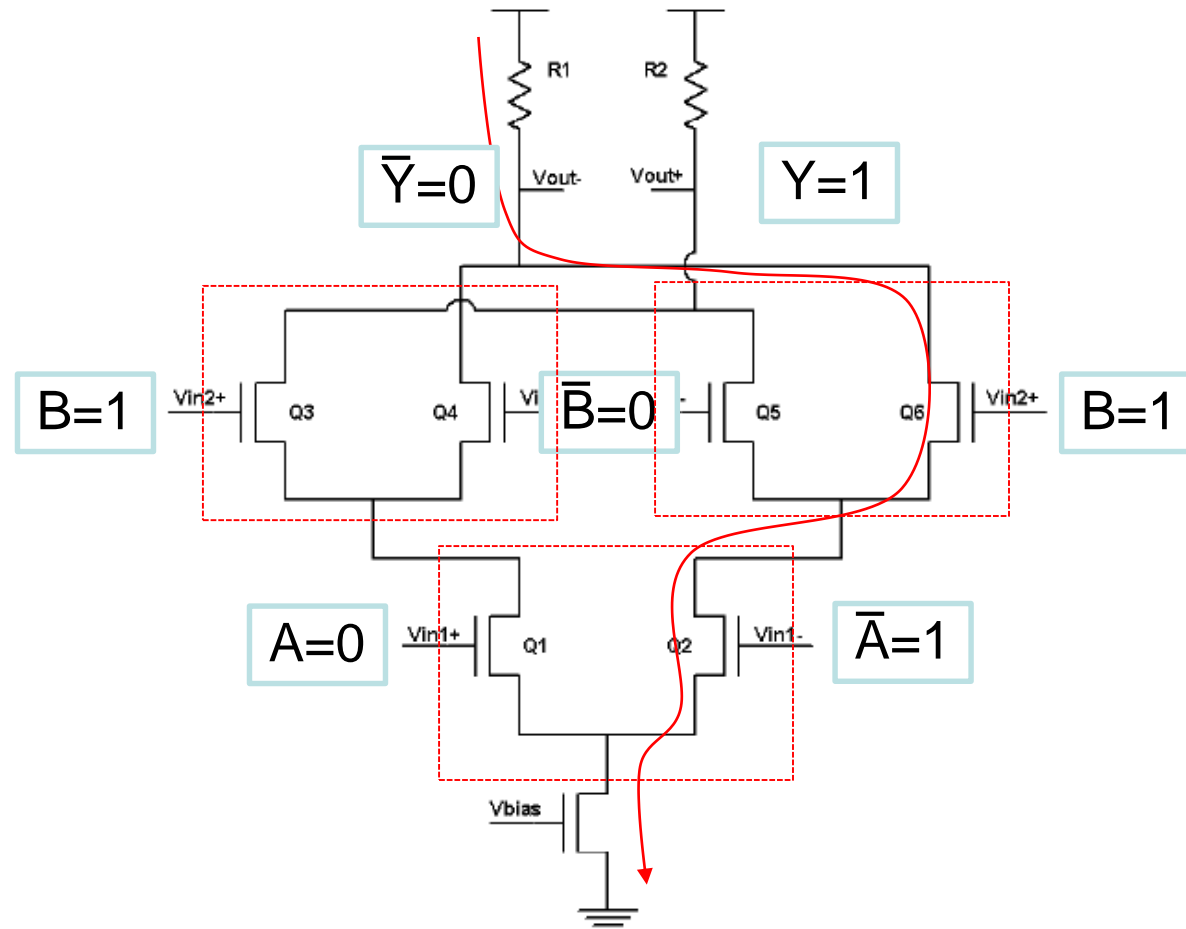 R1
R2
Y̅=0
Vout-
Vout+
Y=1
B=1
Vin2+
Q3
Q4
B̅=0
-
Q5
Q6
Vin2+
B=1
A=0
Vin1+
Q1
Q2
Vin1-
A̅=1
Vbias